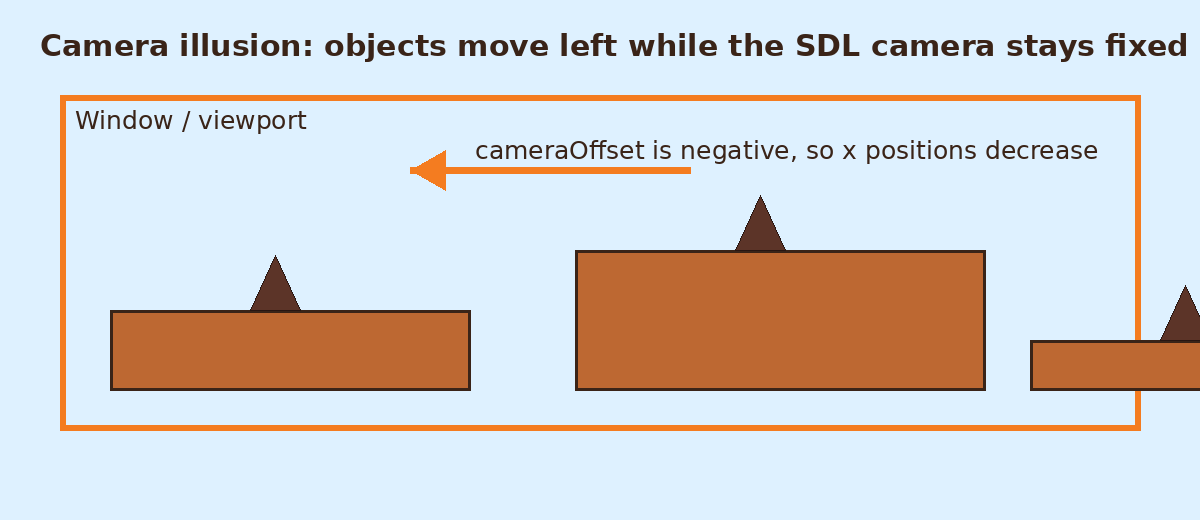 Camera illusion: objects move left while the SDL camera stays fixed
Window / viewport
cameraOffset is negative, so x positions decrease